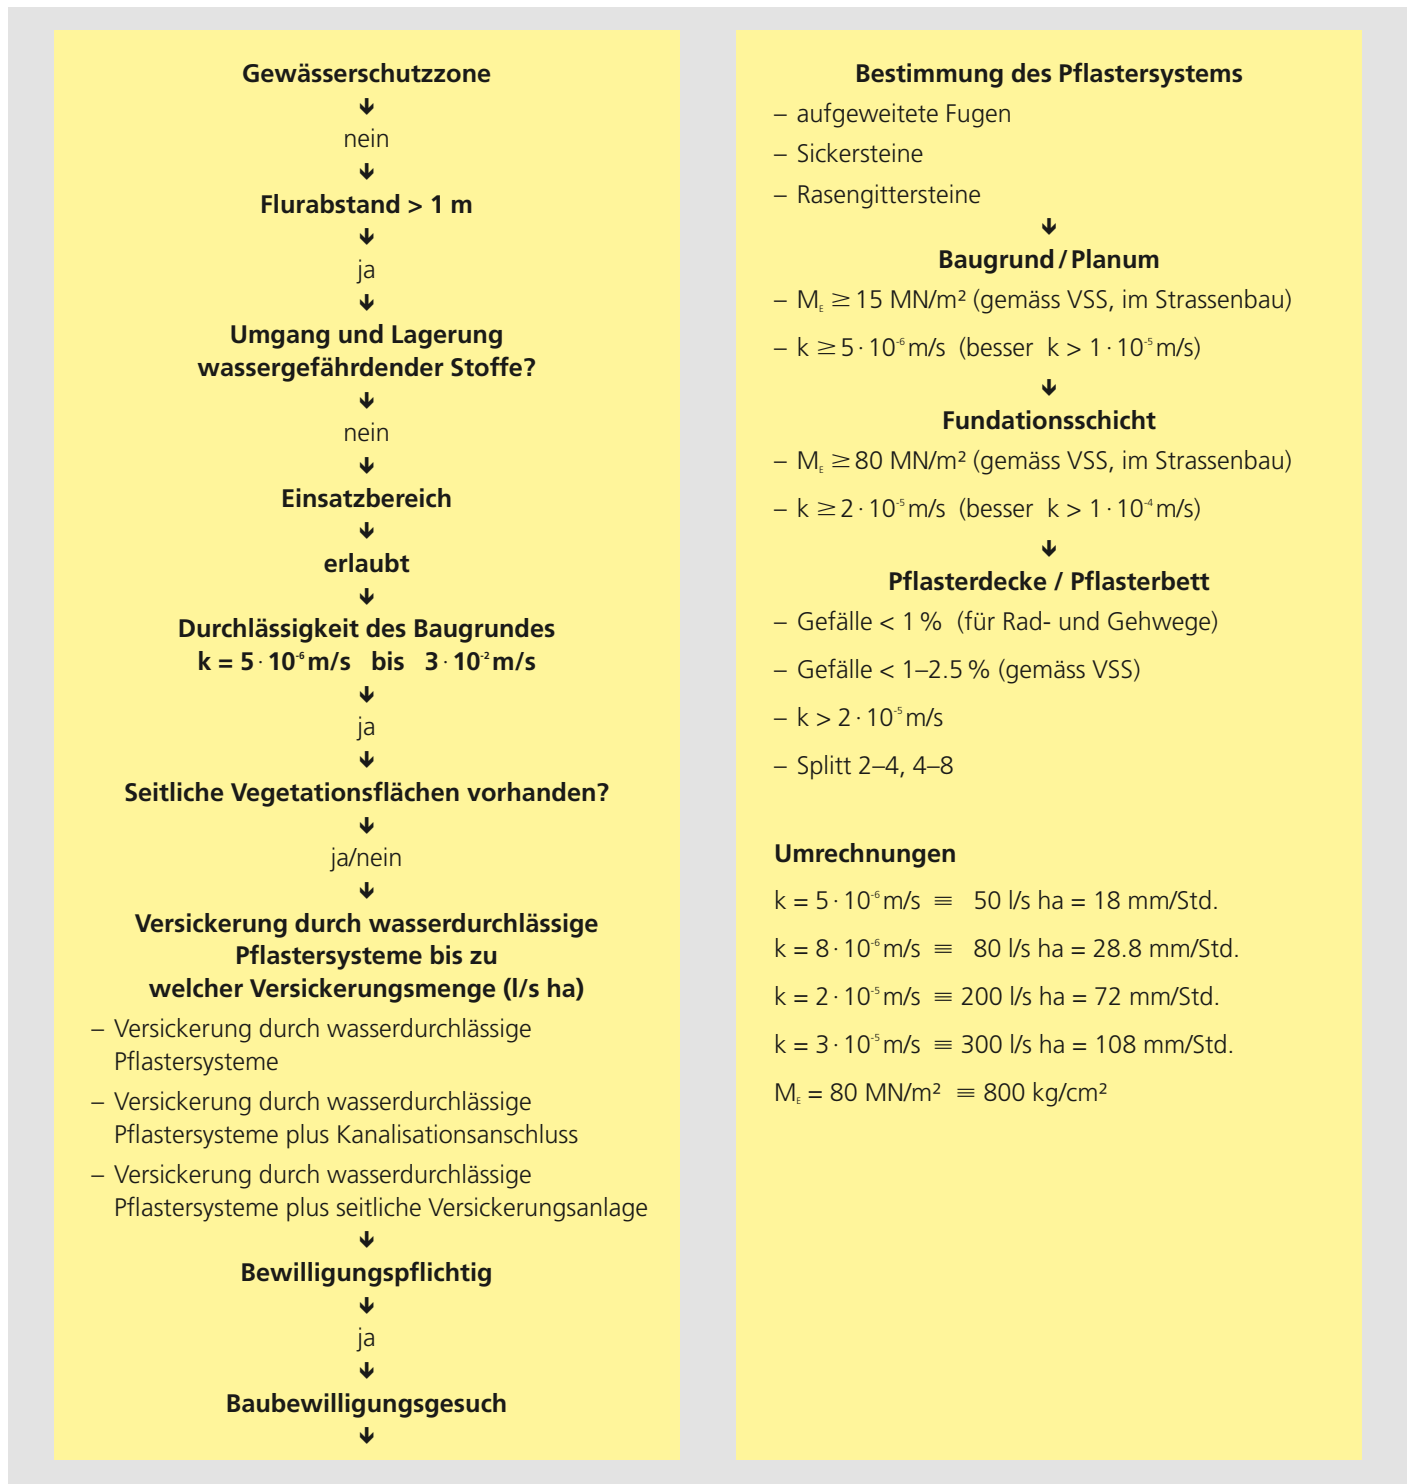 Gewässerschutzzone
🡫
nein
🡫
Flurabstand > 1 m
🡫
ja
🡫
Umgang und Lagerung
wassergefährdender Stoffe?
🡫
nein
🡫
Einsatzbereich
🡫
erlaubt
🡫
Durchlässigkeit des Baugrundes
k = 5 · 10⁻⁶ m/s bis 3 · 10⁻² m/s
🡫
ja
🡫
Seitliche Vegetationsflächen vorhanden?
🡫
ja/nein
🡫
Versickerung durch wasserdurchlässige
Pflastersysteme bis zu
welcher Versickerungsmenge (l/s ha)
– Versickerung durch wasserdurchlässige
Pflastersysteme
– Versickerung durch wasserdurchlässige
Pflastersysteme plus Kanalisationsanschluss
– Versickerung durch wasserdurchlässige
Pflastersysteme plus seitliche Versickerungsanlage
🡫
Bewilligungspflichtig
🡫
ja
🡫
Baubewilligungsgesuch
🡫
Bestimmung des Pflastersystems
– aufgeweitete Fugen
– Sickersteine
– Rasengittersteine
🡫
Baugrund / Planum
– M_E ≥ 15 MN/m² (gemäss VSS, im Strassenbau)
– k ≥ 5 · 10⁻⁶ m/s (besser k > 1 · 10⁻⁵ m/s)
🡫
Fundationsschicht
– M_E ≥ 80 MN/m² (gemäss VSS, im Strassenbau)
– k ≥ 2 · 10⁻⁵ m/s (besser k > 1 · 10⁻⁴ m/s)
🡫
Pflasterdecke / Pflasterbett
– Gefälle < 1 % (für Rad- und Gehwege)
– Gefälle < 1–2.5 % (gemäss VSS)
– k > 2 · 10⁻⁵ m/s
– Splitt 2–4, 4–8
Umrechnungen
k = 5 · 10⁻⁶ m/s ≡ 50 l/s ha = 18 mm/Std.
k = 8 · 10⁻⁶ m/s ≡ 80 l/s ha = 28.8 mm/Std.
k = 2 · 10⁻⁵ m/s ≡ 200 l/s ha = 72 mm/Std.
k = 3 · 10⁻⁵ m/s ≡ 300 l/s ha = 108 mm/Std.
M_E = 80 MN/m² ≡ 800 kg/cm²